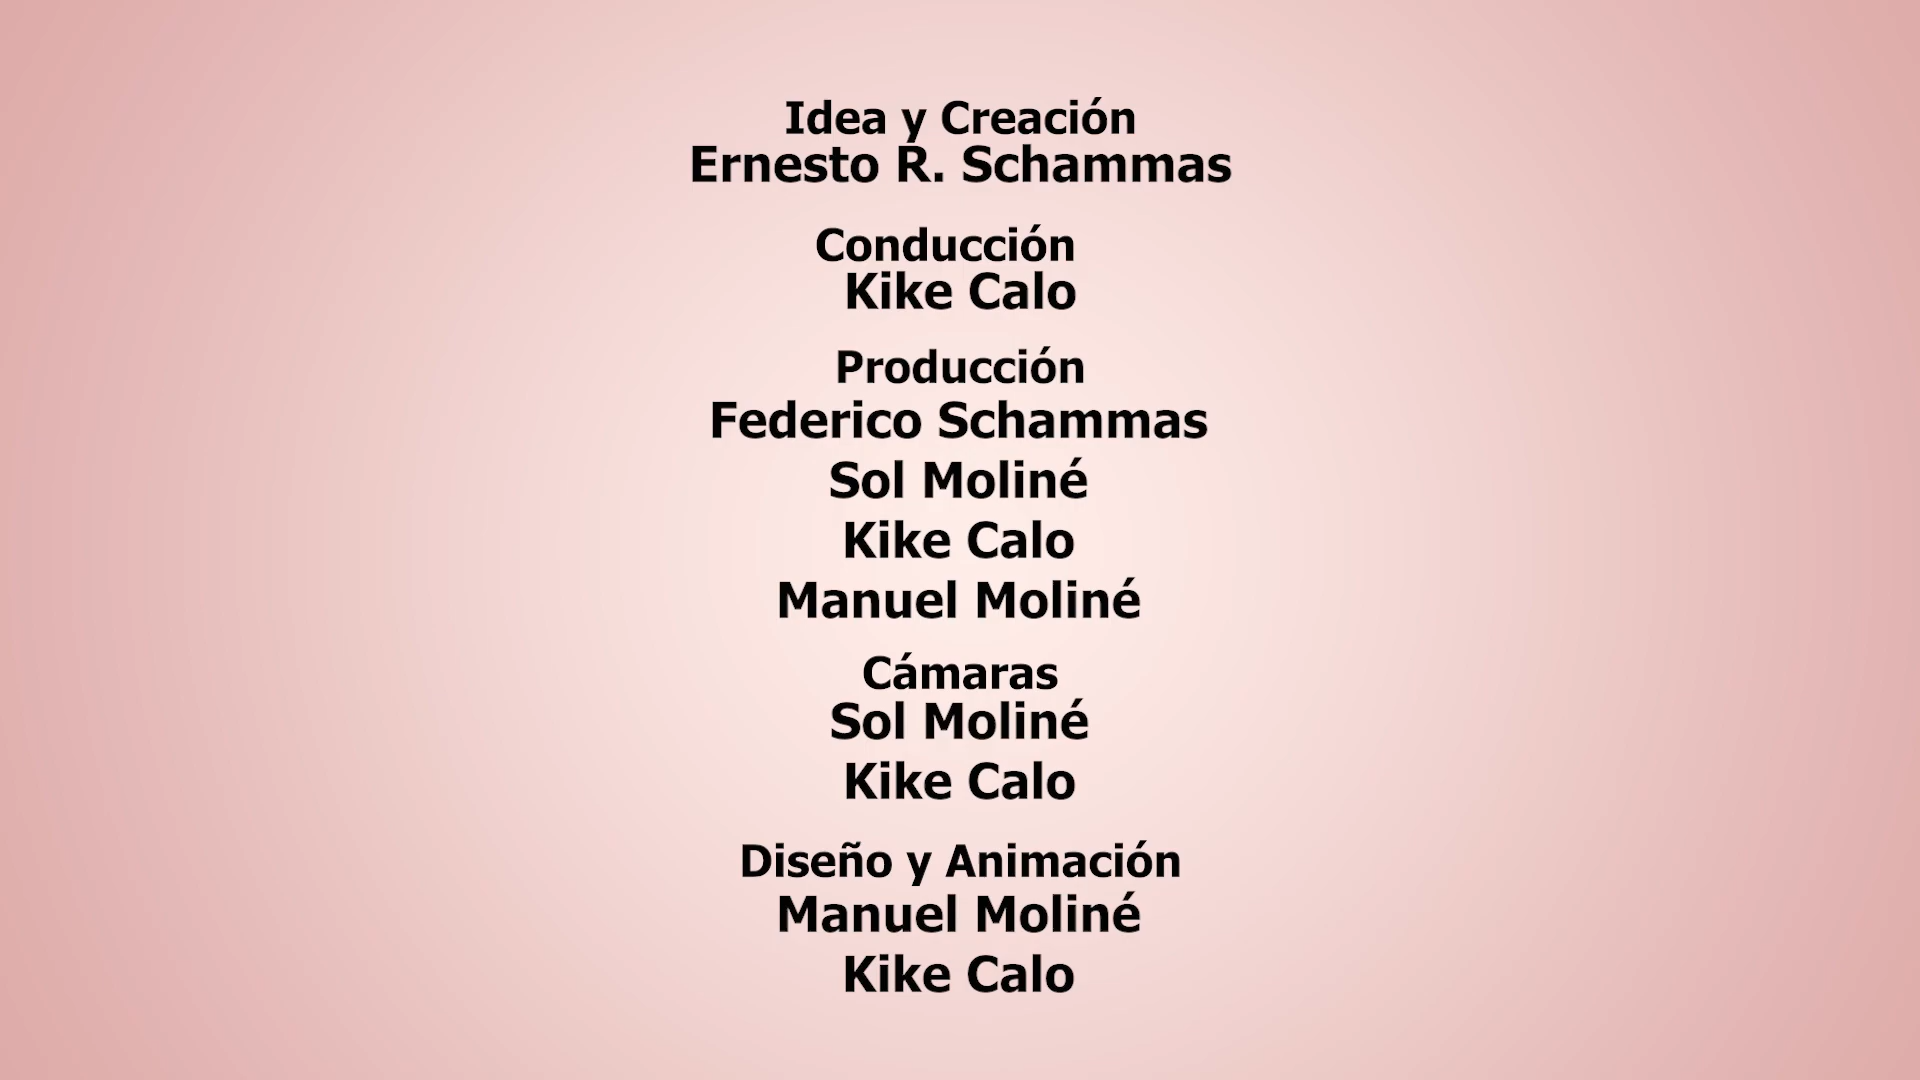 Idea y Creación
Ernesto R. Schammas
Conducción
Kike Calo
Producción
Federico Schammas
Sol Moliné
Kike Calo
Manuel Moliné
Cámaras
Sol Moliné
Kike Calo
Diseño y Animación
Manuel Moliné
Kike Calo